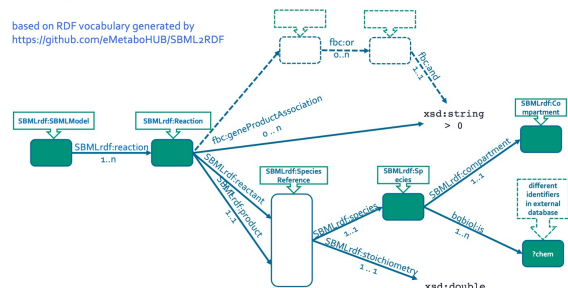 based on RDF vocabulary generated by
https://github.com/eMetaboHUB/SBML2RDF
fbc:or
0..n
fbc:and
1..1
xsd:string
> 0
SBMLrdf:SBMLModel
SBMLrdf:Reaction
SBMLrdf:reaction
1..n
fbc:geneProductAssociation
0..n
SBMLrdf:Co
mpartment
SBMLrdf:Species
Reference
SBMLrdf:Sp
ecies
SBMLrdf:reactant
SBMLrdf:product
1..1
SBMLrdf:compartment
1..1
different
identifiers
in external
database
SBMLrdf:species
1..1
bqbiol:is
1..n
SBMLrdf:stoichiometry
1..1
?chem
xsd:double